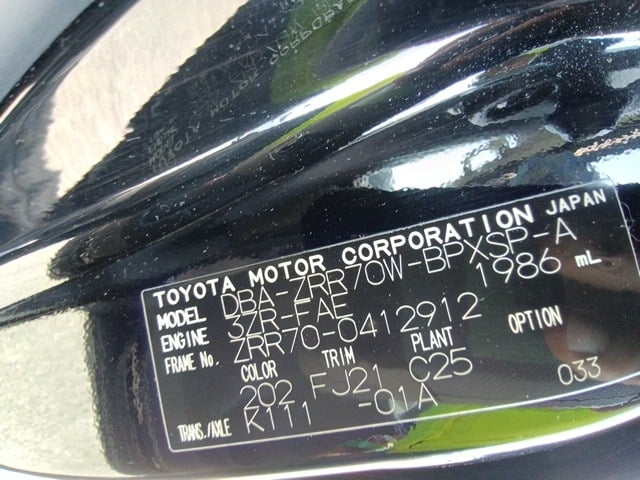 TOYOTA MOTOR CORPORATION JAPAN
MODEL DBA-ZRR70W-BPXSP-A
ENGINE 3ZR-FAE 1986 mL
FRAME No. ZRR70-0412912
COLOR TRIM PLANT OPTION
202 FJ21 C25 033
TRANS./AXLE K111 -01A